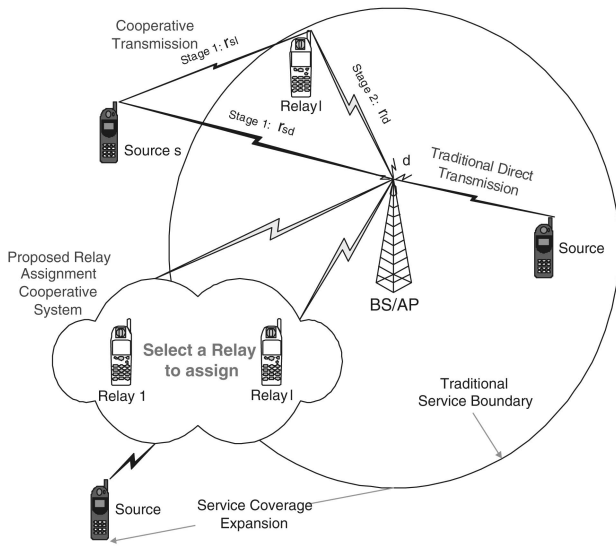 Cooperative
Transmission
Stage 1: rsl
Relay l
Stage 2: rld
Stage 1: rsd
Source s
d
Traditional Direct
Transmission
Source
BS/AP
Proposed Relay
Assignment
Cooperative
System
Select a Relay
to assign
Relay 1
Relay l
Traditional
Service Boundary
Source
Service Coverage
Expansion